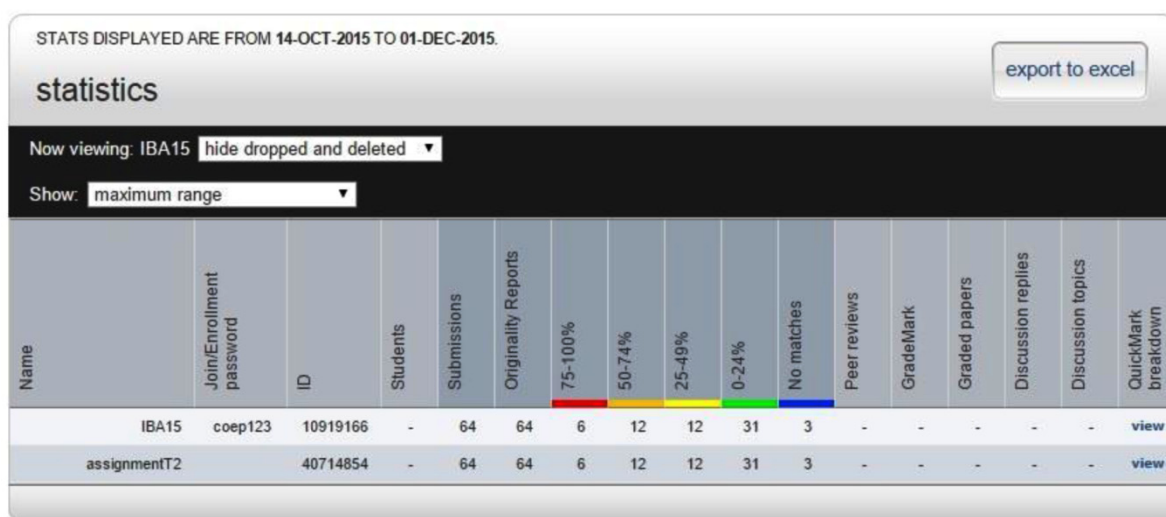 STATS DISPLAYED ARE FROM 14-OCT-2015 TO 01-DEC-2015.
statistics
export to excel
Now viewing: IBA15 hide dropped and deleted ▼
Show: maximum range ▼
Name
Join/Enrollment
password
ID
Students
Submissions
Originality Reports
75-100%
50-74%
25-49%
0-24%
No matches
Peer reviews
GradeMark
Graded papers
Discussion replies
Discussion topics
QuickMark
breakdown
IBA15 coep123 10919166 - 64 64 6 12 12 31 3 - - - - - view
assignmentT2 40714854 - 64 64 6 12 12 31 3 - - - - - view